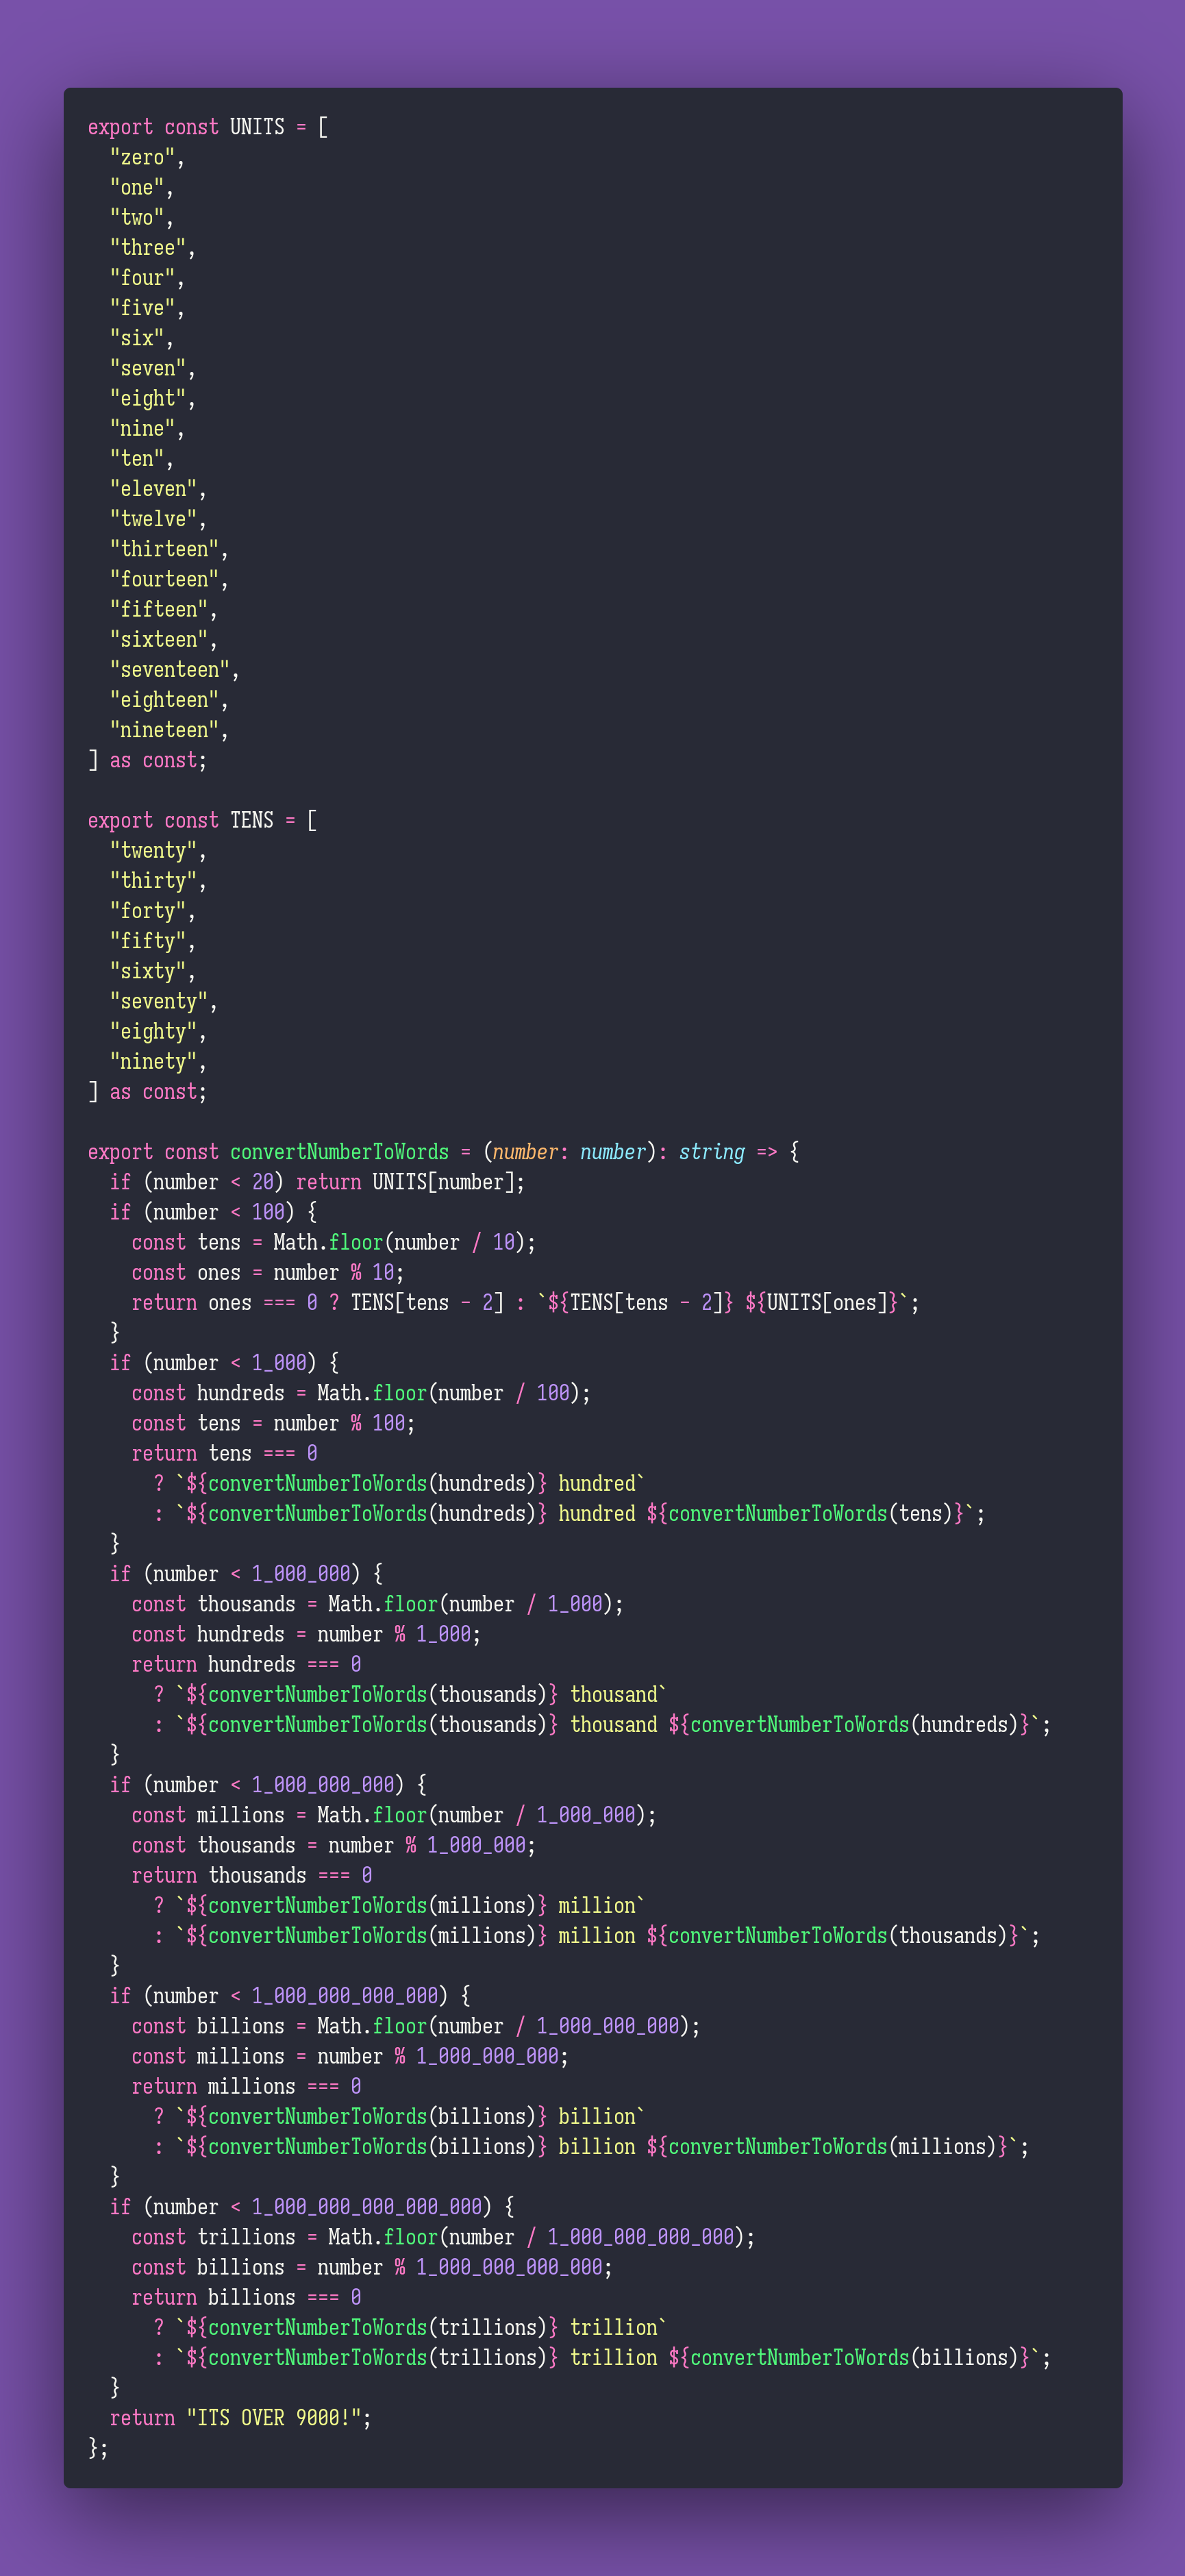 export const UNITS = [
  "zero",
  "one",
  "two",
  "three",
  "four",
  "five",
  "six",
  "seven",
  "eight",
  "nine",
  "ten",
  "eleven",
  "twelve",
  "thirteen",
  "fourteen",
  "fifteen",
  "sixteen",
  "seventeen",
  "eighteen",
  "nineteen",
] as const;

export const TENS = [
  "twenty",
  "thirty",
  "forty",
  "fifty",
  "sixty",
  "seventy",
  "eighty",
  "ninety",
] as const;

export const convertNumberToWords = (number: number): string => {
  if (number < 20) return UNITS[number];
  if (number < 100) {
    const tens = Math.floor(number / 10);
    const ones = number % 10;
    return ones === 0 ? TENS[tens - 2] : `${TENS[tens - 2]} ${UNITS[ones]}`;
  }
  if (number < 1_000) {
    const hundreds = Math.floor(number / 100);
    const tens = number % 100;
    return tens === 0
      ? `${convertNumberToWords(hundreds)} hundred`
      : `${convertNumberToWords(hundreds)} hundred ${convertNumberToWords(tens)}`;
  }
  if (number < 1_000_000) {
    const thousands = Math.floor(number / 1_000);
    const hundreds = number % 1_000;
    return hundreds === 0
      ? `${convertNumberToWords(thousands)} thousand`
      : `${convertNumberToWords(thousands)} thousand ${convertNumberToWords(hundreds)}`;
  }
  if (number < 1_000_000_000) {
    const millions = Math.floor(number / 1_000_000);
    const thousands = number % 1_000_000;
    return thousands === 0
      ? `${convertNumberToWords(millions)} million`
      : `${convertNumberToWords(millions)} million ${convertNumberToWords(thousands)}`;
  }
  if (number < 1_000_000_000_000) {
    const billions = Math.floor(number / 1_000_000_000);
    const millions = number % 1_000_000_000;
    return millions === 0
      ? `${convertNumberToWords(billions)} billion`
      : `${convertNumberToWords(billions)} billion ${convertNumberToWords(millions)}`;
  }
  if (number < 1_000_000_000_000_000) {
    const trillions = Math.floor(number / 1_000_000_000_000);
    const billions = number % 1_000_000_000_000;
    return billions === 0
      ? `${convertNumberToWords(trillions)} trillion`
      : `${convertNumberToWords(trillions)} trillion ${convertNumberToWords(billions)}`;
  }
  return "ITS OVER 9000!";
};